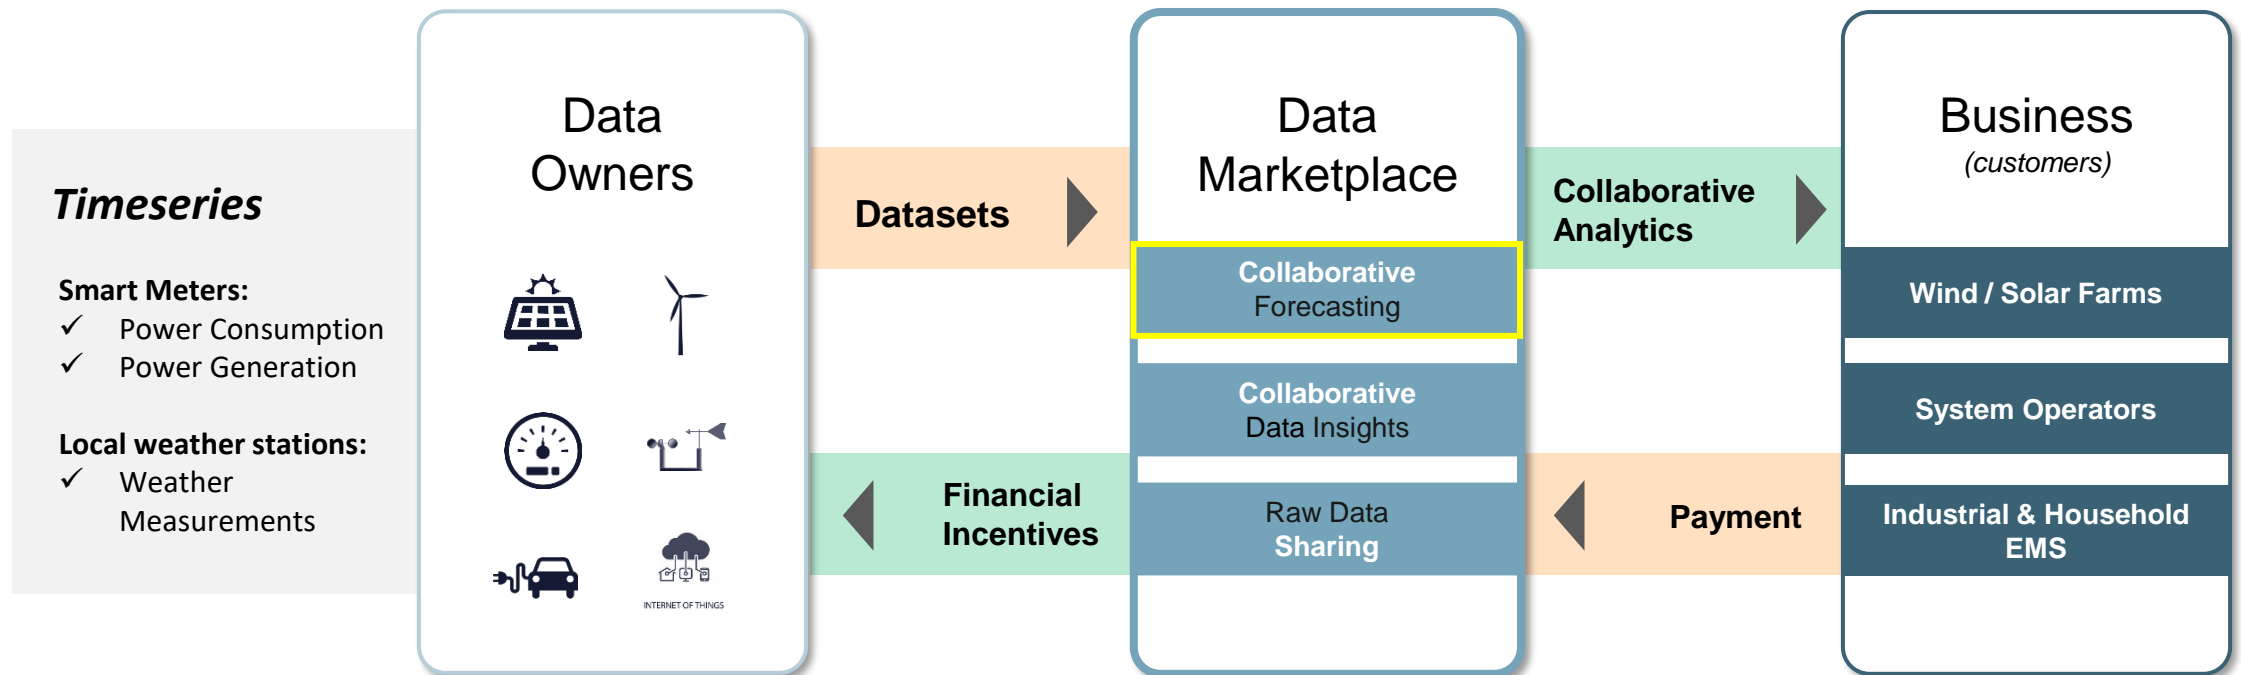 Timeseries
Smart Meters:
✓ Power Consumption
✓ Power Generation
Local weather stations:
✓ Weather
Measurements
Data
Owners
INTERNET OF THINGS
Datasets
Financial
Incentives
Data
Marketplace
Collaborative
Forecasting
Collaborative
Data Insights
Raw Data
Sharing
Collaborative
Analytics
Payment
Business
(customers)
Wind / Solar Farms
System Operators
Industrial & Household
EMS